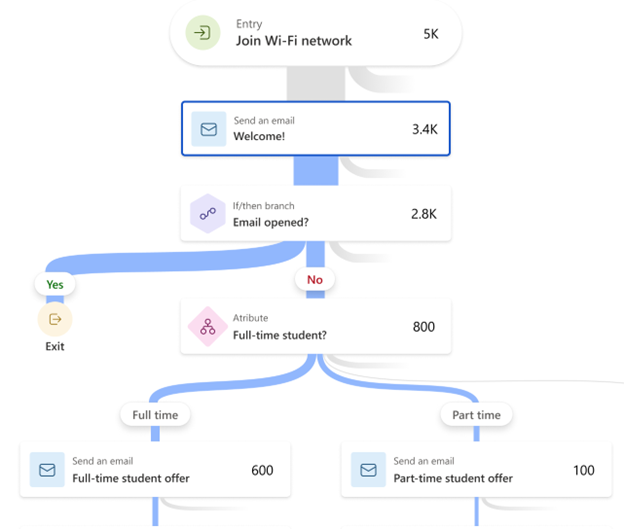 Entry
Join Wi-Fi network
5K
Send an email
Welcome!
3.4K
If/then branch
Email opened?
2.8K
Yes
No
Exit
Atribute
Full-time student?
800
Full time
Part time
Send an email
Full-time student offer
600
Send an email
Part-time student offer
100